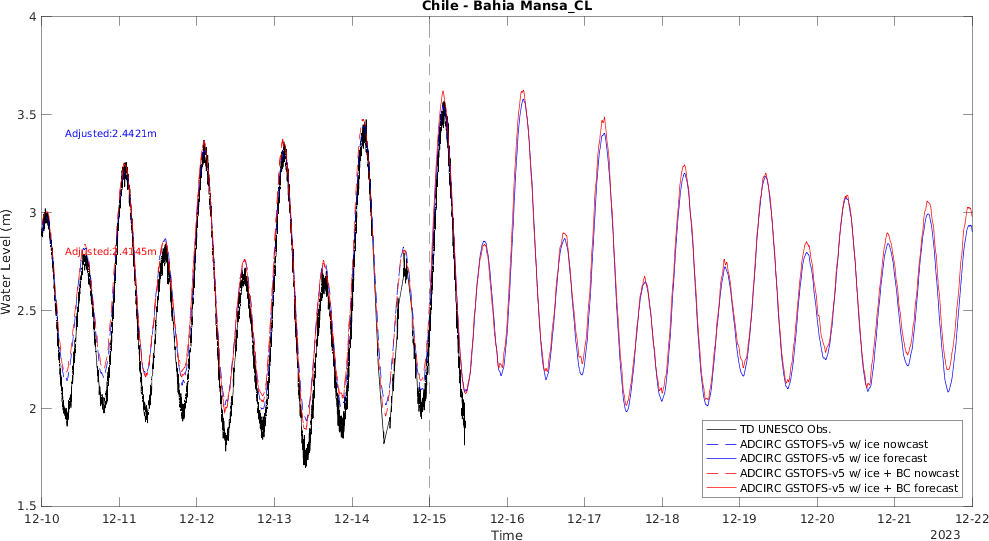 Chile - Bahia Mansa_CL
4
3.5
3
2.5
2
1.5
Water Level (m)
Adjusted:2.4421m
Adjusted:2.4145m
TD UNESCO Obs.
ADCIRC GSTOFS-v5 w/ ice nowcast
ADCIRC GSTOFS-v5 w/ ice forecast
ADCIRC GSTOFS-v5 w/ ice + BC nowcast
ADCIRC GSTOFS-v5 w/ ice + BC forecast
12-10 12-11 12-12 12-13 12-14 12-15 12-16 12-17 12-18 12-19 12-20 12-21 12-22
Time
2023